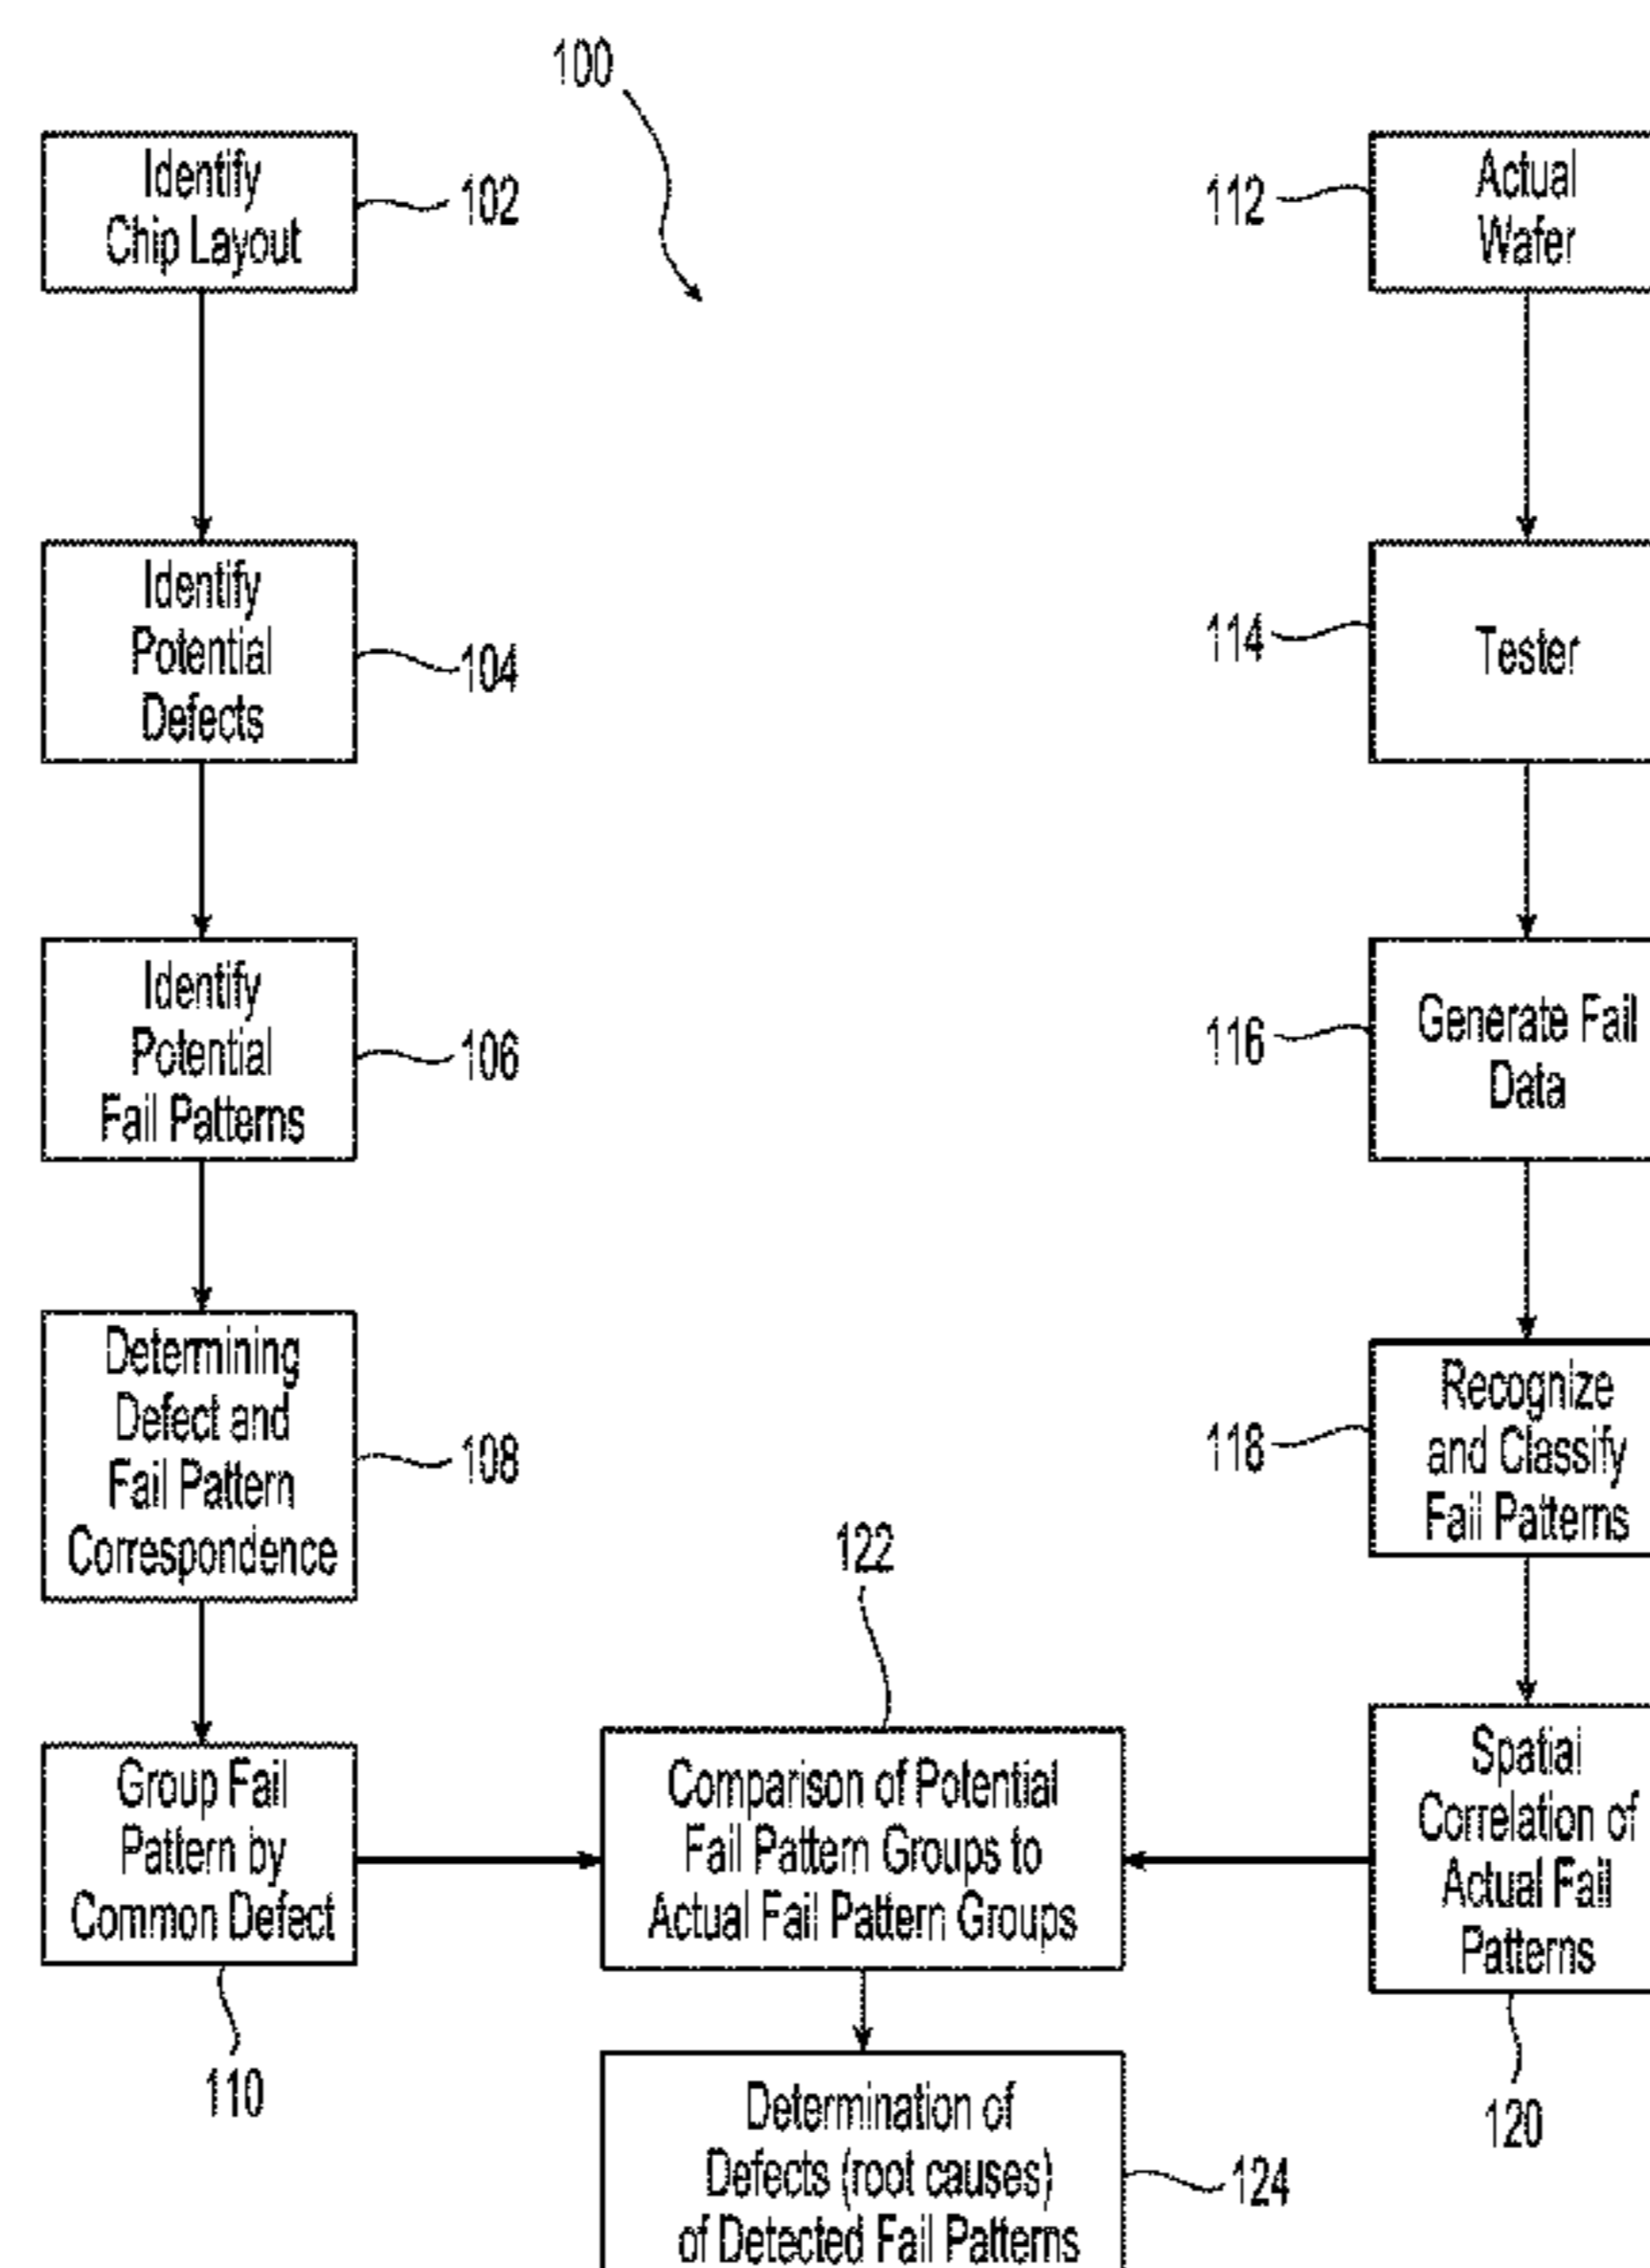 100
Identify
Chip Layout
102
112
Actual
Wafer
Identify
Potential
Defects
104
114
Tester
Identify
Potential
Fail Patterns
106
116
Generate Fail
Data
Determining
Defect and
Fail Pattern
Correspondence
108
118
Recognize
and Classify
Fail Patterns
122
Group Fail
Pattern by
Common Defect
110
Comparison of Potential
Fail Pattern Groups to
Actual Fail Pattern Groups
Spatial
Correlation of
Actual Fail
Patterns
120
Determination of
Defects (root causes)
of Detected Fail Patterns
124